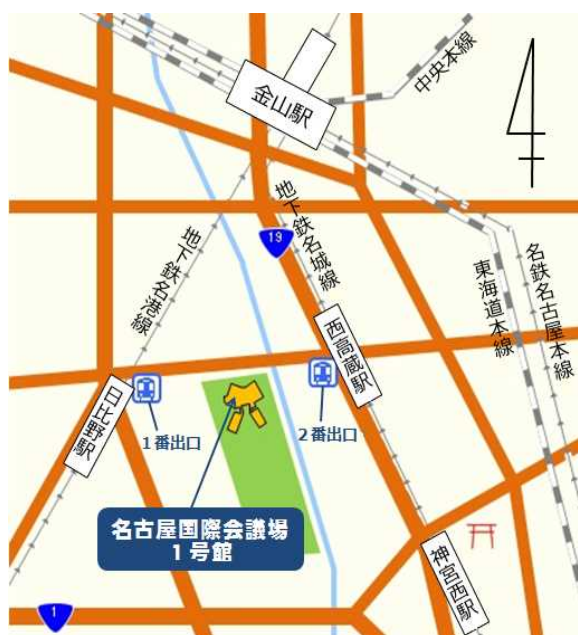 金山駅
中央本線
19
地下鉄名城線
地下鉄名港線
東海道本線
名鉄名古屋本線
西高蔵駅
日比野駅
1番出口
2番出口
名古屋国際会議場
1号館
神宮西駅
1